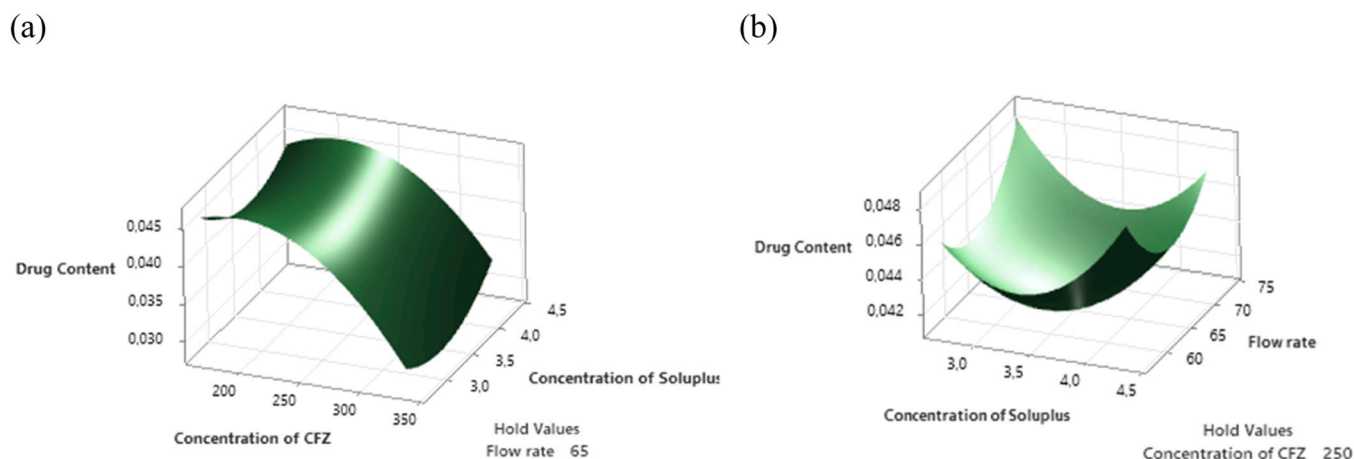 (a)
(b)
0,045
0,040
0,035
0,030
Drug Content
200
250
300
350
Concentration of CFZ
3,0
3,5
4,0
4,5
Concentration of Soluplus
Hold Values
Flow rate 65
0,048
0,046
0,044
0,042
Drug Content
3,0
3,5
4,0
4,5
Concentration of Soluplus
60
65
70
75
Flow rate
Hold Values
Concentration of CFZ 250